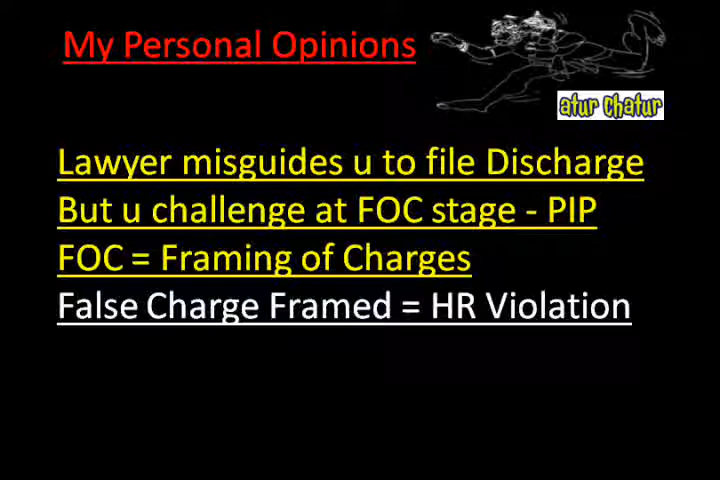 My Personal Opinions
atur chatur
Lawyer misguides u to file Discharge
But u challenge at FOC stage - PIP
FOC = Framing of Charges
False Charge Framed = HR Violation